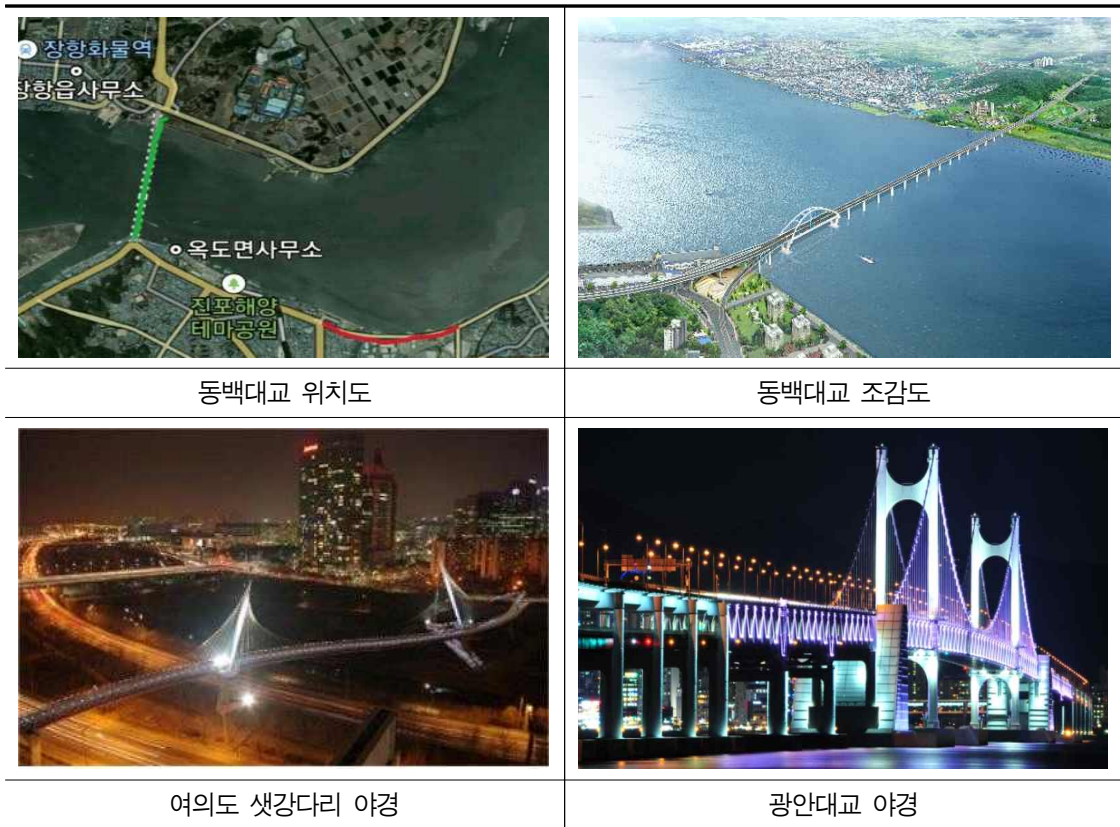 장항화물역
장항읍사무소
옥도면사무소
진포해양
테마공원
동백대교 위치도
동백대교 조감도
여의도 샛강다리 야경
광안대교 야경